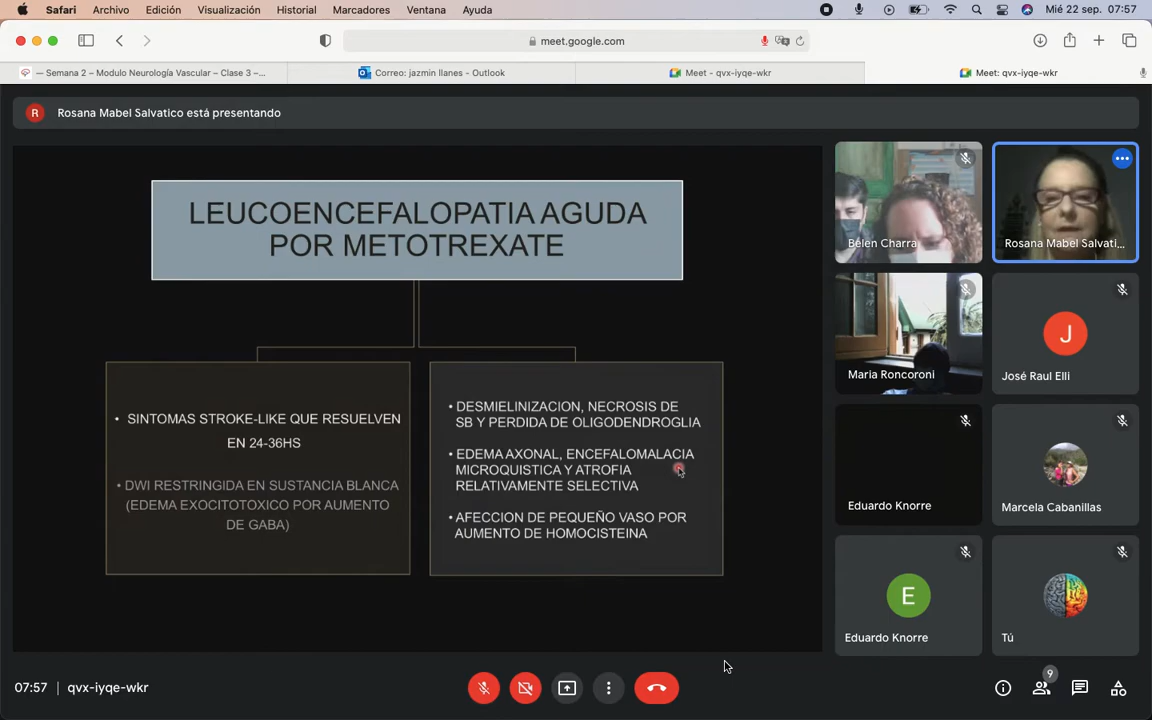 Safari Archivo Edición Visualización Historial Marcadores Ventana Ayuda Mié 22 sep. 07:57
meet.google.com
— Semana 2 – Modulo Neurología Vascular – Clase 3 –... Correo: jazmin llanes - Outlook Meet - qvx-iyqe-wkr Meet: qvx-iyqe-wkr
R Rosana Mabel Salvatico está presentando
LEUCOENCEFALOPATIA AGUDA
POR METOTREXATE
• SINTOMAS STROKE-LIKE QUE RESUELVEN
EN 24-36HS
• DWI RESTRINGIDA EN SUSTANCIA BLANCA
(EDEMA EXOCITOTOXICO POR AUMENTO
DE GABA)
• DESMIELINIZACION, NECROSIS DE
SB Y PERDIDA DE OLIGODENDROGLIA
• EDEMA AXONAL, ENCEFALOMALACIA
MICROQUISTICA Y ATROFIA
RELATIVAMENTE SELECTIVA
• AFECCION DE PEQUEÑO VASO POR
AUMENTO DE HOMOCISTEINA
Belen Charra
Rosana Mabel Salvati...
Maria Roncoroni
J
José Raul Elli
Eduardo Knorre
Marcela Cabanillas
E
Eduardo Knorre
Tú
07:57 | qvx-iyqe-wkr
9